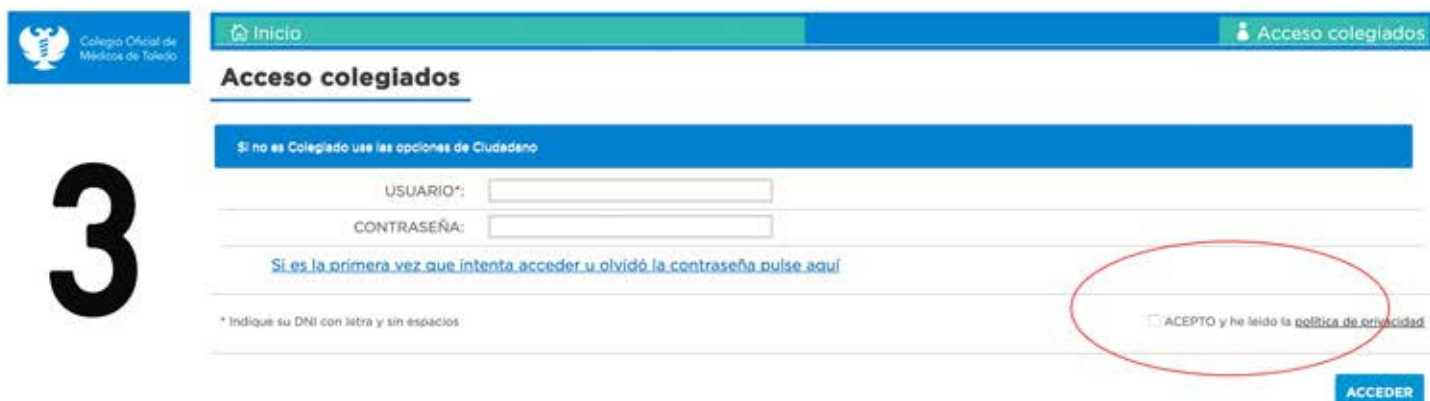 Colegio Oficial de
Médicos de Toledo
Inicio
Acceso colegiados
Acceso colegiados
3
Si no es Colegiado use las opciones de Ciudadano
USUARIO*:
CONTRASEÑA:
Si es la primera vez que intenta acceder u olvidó la contraseña pulse aquí
* Indique su DNI con letra y sin espacios
ACEPTO y he leido la política de privacidad
ACCEDER